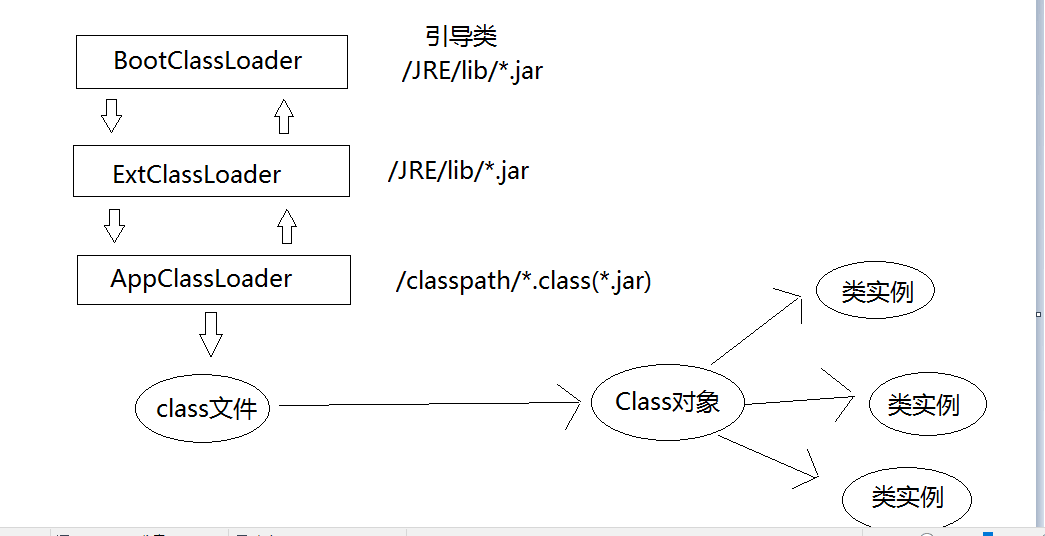 引导类
BootClassLoader
/JRE/lib/*.jar
ExtClassLoader
/JRE/lib/*.jar
AppClassLoader
/classpath/*.class(*.jar)
类实例
class文件
Class对象
类实例
类实例